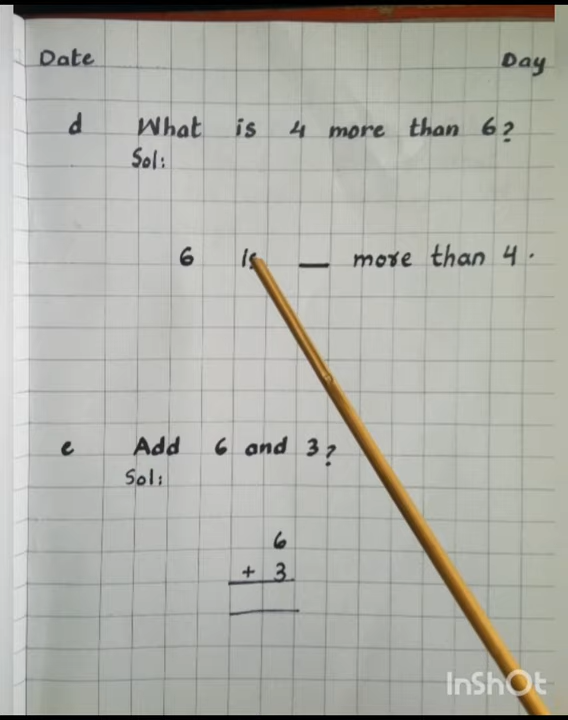 Date Day
d What is 4 more than 6?
Sol:
6 is __ more than 4.
e Add 6 and 3?
Sol:
6
+ 3
InShOt